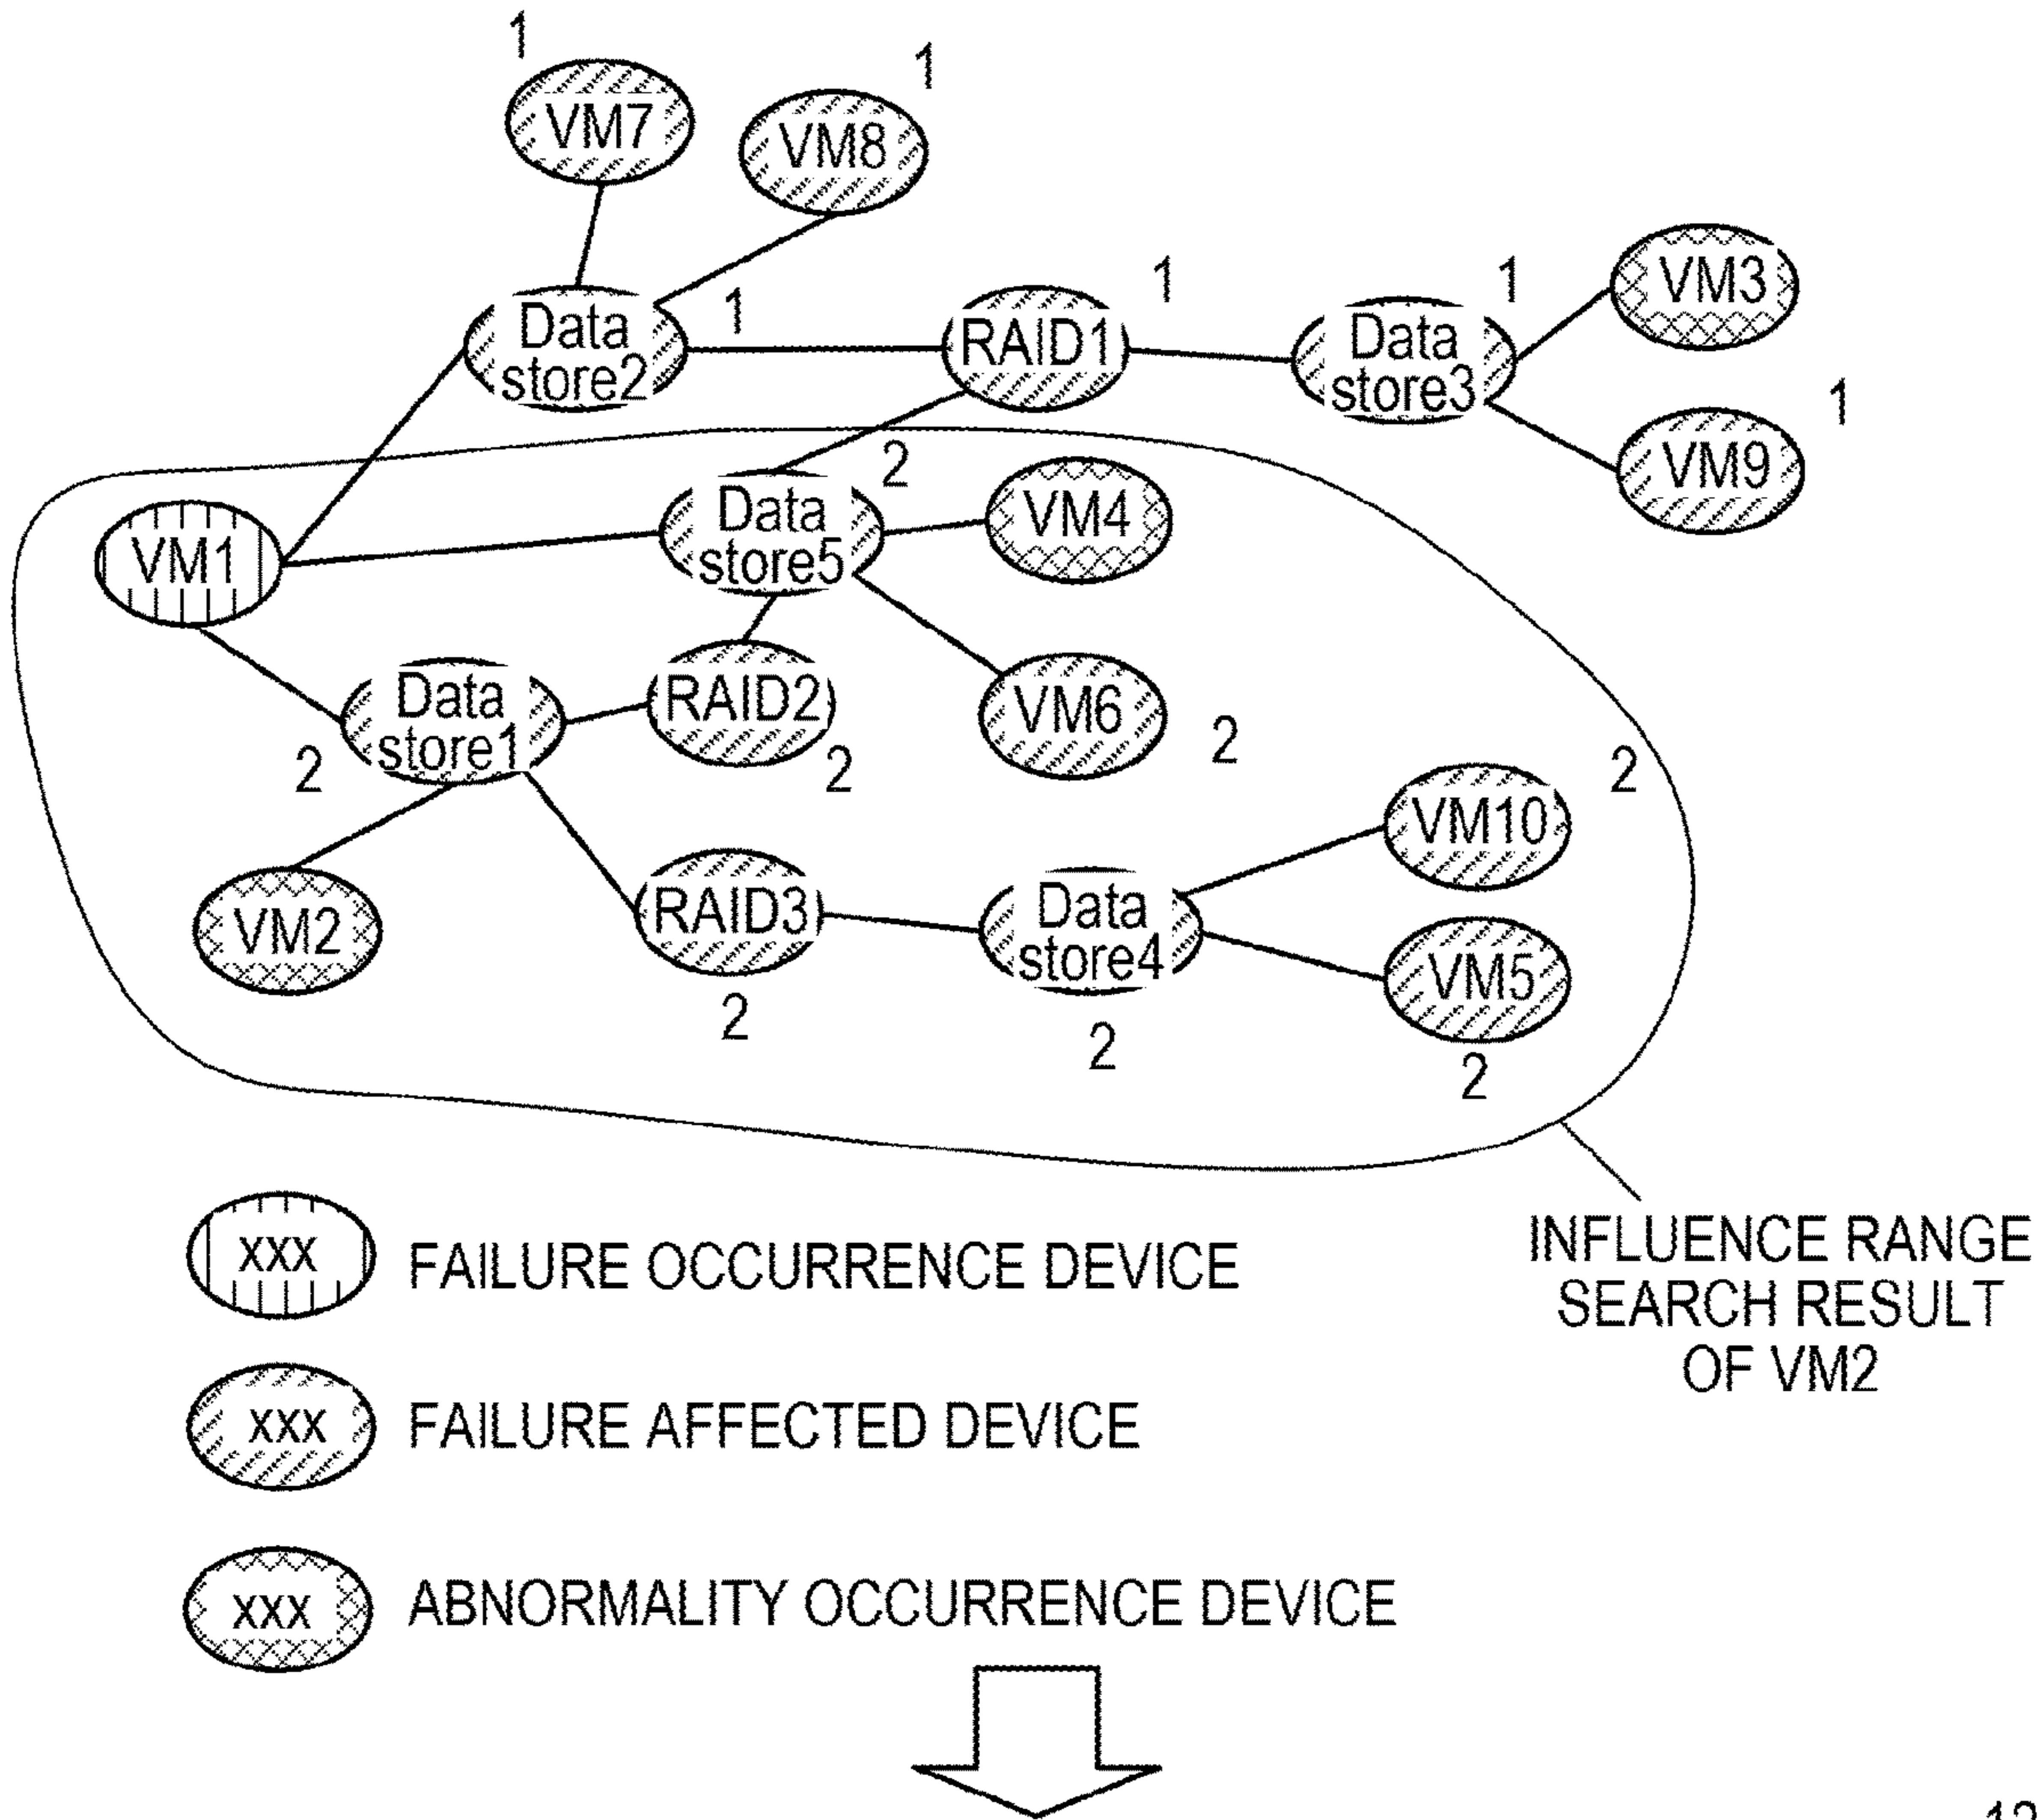 1
1
VM7
VM8
1
1
1
VM3
Data
store2
RAID1
Data
store3
1
VM9
2
Data
store5
VM4
VM1
Data
store1
RAID2
VM6
2
2
2
2
VM10
VM2
RAID3
Data
store4
VM5
2
2
2
xxx FAILURE OCCURRENCE DEVICE
xxx FAILURE AFFECTED DEVICE
xxx ABNORMALITY OCCURRENCE DEVICE
INFLUENCE RANGE
SEARCH RESULT
OF VM2